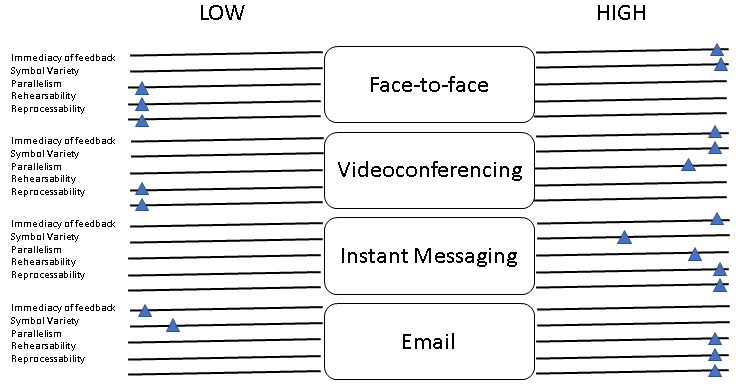 LOW
HIGH
Immediacy of feedback
Symbol Variety
Parallelism
Rehearsability
Reprocessability
Face-to-face
Immediacy of feedback
Symbol Variety
Parallelism
Rehearsability
Reprocessability
Videoconferencing
Immediacy of feedback
Symbol Variety
Parallelism
Rehearsability
Reprocessability
Instant Messaging
Immediacy of feedback
Symbol Variety
Parallelism
Rehearsability
Reprocessability
Email